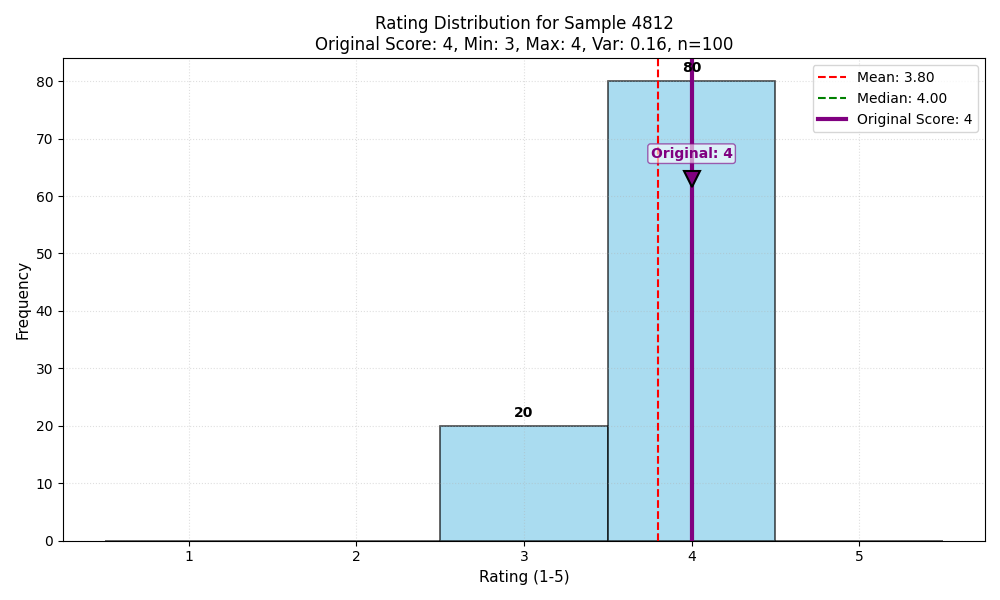 Rating Distribution for Sample 4812
Original Score: 4, Min: 3, Max: 4, Var: 0.16, n=100
Mean: 3.80
Median: 4.00
Original Score: 4
80
Original: 4
20
Frequency
80
70
60
50
40
30
20
10
0
1 2 3 4 5
Rating (1-5)